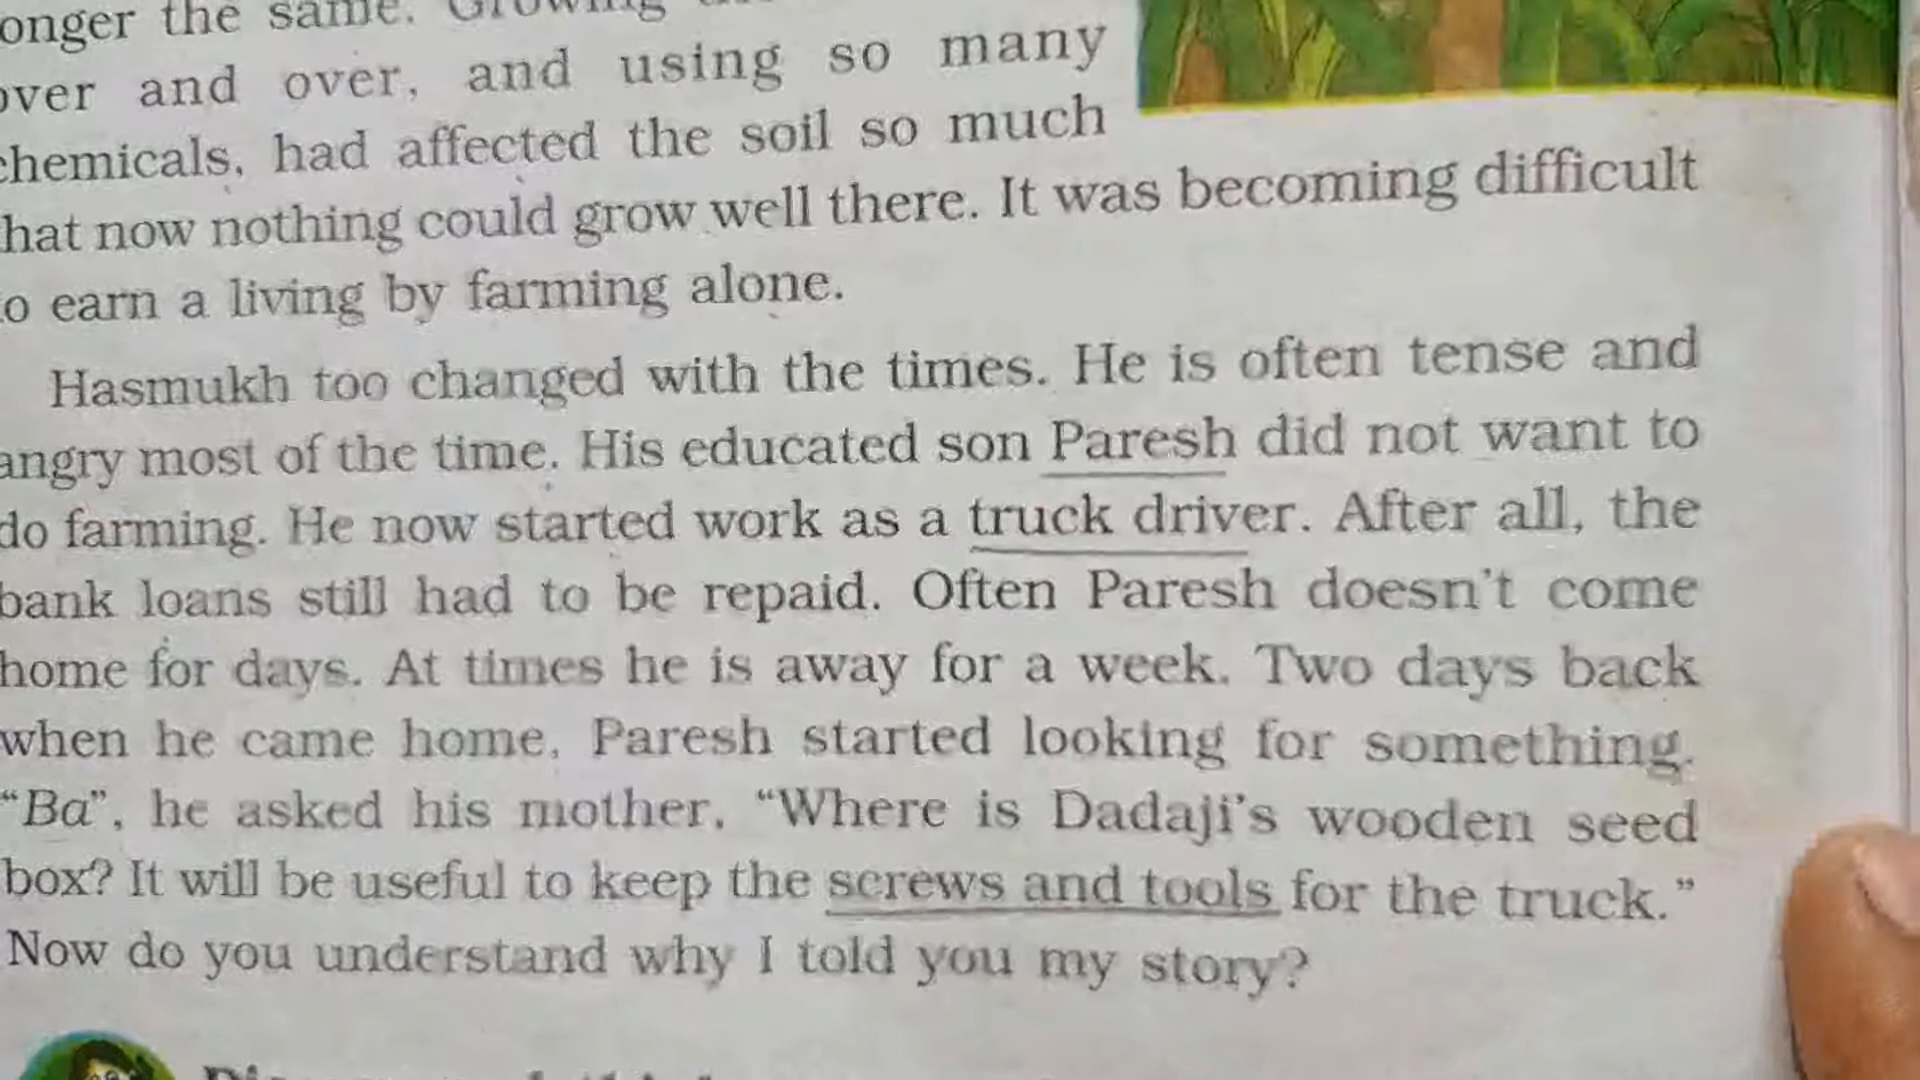 onger the same. Growing
over and over, and using so many
chemicals, had affected the soil so much
hat now nothing could grow well there. It was becoming difficult
to earn a living by farming alone.
Hasmukh too changed with the times. He is often tense and
angry most of the time. His educated son Paresh did not want to
do farming. He now started work as a truck driver. After all, the
bank loans still had to be repaid. Often Paresh doesn't come
home for days. At times he is away for a week. Two days back
when he came home, Paresh started looking for something.
“Ba”, he asked his mother, “Where is Dadaji's wooden seed
box? It will be useful to keep the screws and tools for the truck.”
Now do you understand why I told you my story?